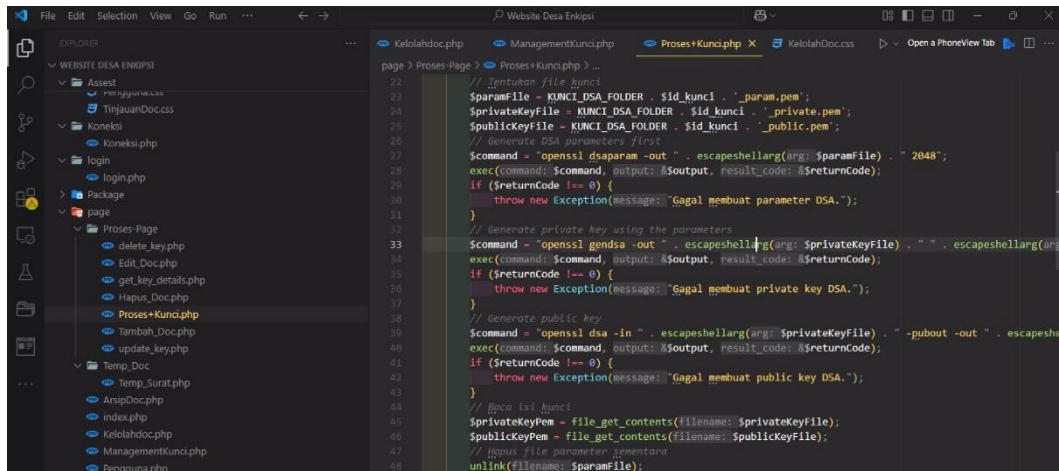 File Edit Selection View Go Run ... Website Desa Enkipsi
EXPLORER ...
WEBSITE DESA ENKIPSI
Assest
Pengguna.css
TinjauanDoc.css
Koneksi
Koneksi.php
login
login.php
Package
page
Proses-Page
delete_key.php
Edit_Doc.php
get_key_details.php
Hapus_Doc.php
Proses+Kunci.php
Tambah_Doc.php
update_key.php
Temp_Doc
Temp_Surat.php
ArsipDoc.php
index.php
Kelolahdoc.php
ManagementKunci.php
Pengguna.php
Kelolahdoc.php ManagementKunci.php Proses+Kunci.php KelolahDoc.css Open a PhoneView Tab ...
page > Proses-Page > Proses+Kunci.php > ...
22 // Tentukan file kunci
23 $paramFile = KUNCI_DSA_FOLDER . $id_kunci . '_param.pem';
24 $privateKeyFile = KUNCI_DSA_FOLDER . $id_kunci . '_private.pem';
25 $publicKeyFile = KUNCI_DSA_FOLDER . $id_kunci . '_public.pem';
26 // Generate DSA parameters first
27 $command = "openssl dsaparam -out " . escapeshellarg(arg: $paramFile) . " 2048";
28 exec(command: $command, output: &$output, result_code: &$returnCode);
29 if ($returnCode !== 0) {
30 throw new Exception(message: "Gagal membuat parameter DSA.");
31 }
32 // Generate private key using the parameters
33 $command = "openssl gendsa -out " . escapeshellarg(arg: $privateKeyFile) . " " . escapeshellarg(arg
34 exec(command: $command, output: &$output, result_code: &$returnCode);
35 if ($returnCode !== 0) {
36 throw new Exception(message: "Gagal membuat private key DSA.");
37 }
38 // Generate public key
39 $command = "openssl dsa -in " . escapeshellarg(arg: $privateKeyFile) . " -pubout -out " . escapeshe
40 exec(command: $command, output: &$output, result_code: &$returnCode);
41 if ($returnCode !== 0) {
42 throw new Exception(message: "Gagal membuat public key DSA.");
43 }
44 // Baca isi kunci
45 $privateKeyPem = file_get_contents(filename: $privateKeyFile);
46 $publicKeyPem = file_get_contents(filename: $publicKeyFile);
47 // Hapus file parameter sementara
48 unlink(filename: $paramFile);